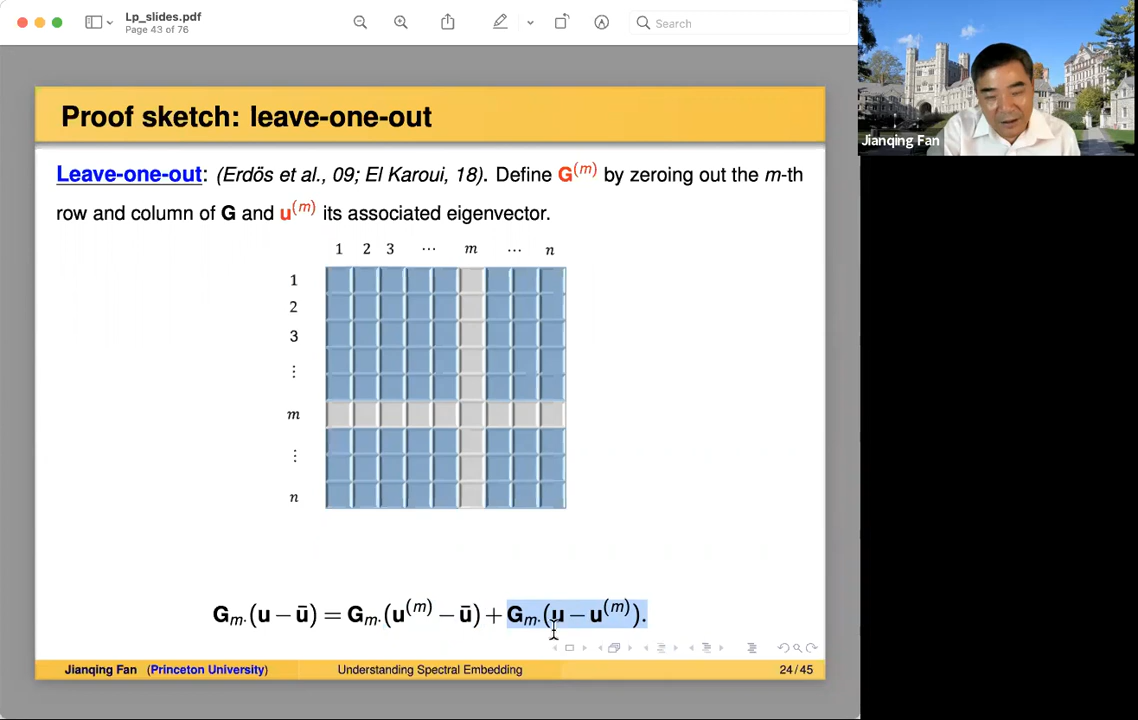 Lp_slides.pdf
Page 43 of 76
Search
Jianqing Fan
Proof sketch: leave-one-out
Leave-one-out: (Erdös et al., 09; El Karoui, 18). Define G^(m) by zeroing out the m-th
row and column of G and u^(m) its associated eigenvector.
1 2 3 ⋯ m ⋯ n
1
2
3
⋮
m
⋮
n
G_m·(u − ū) = G_m·(u^(m) − ū) + G_m·(u − u^(m)).
Jianqing Fan (Princeton University) Understanding Spectral Embedding 24 / 45